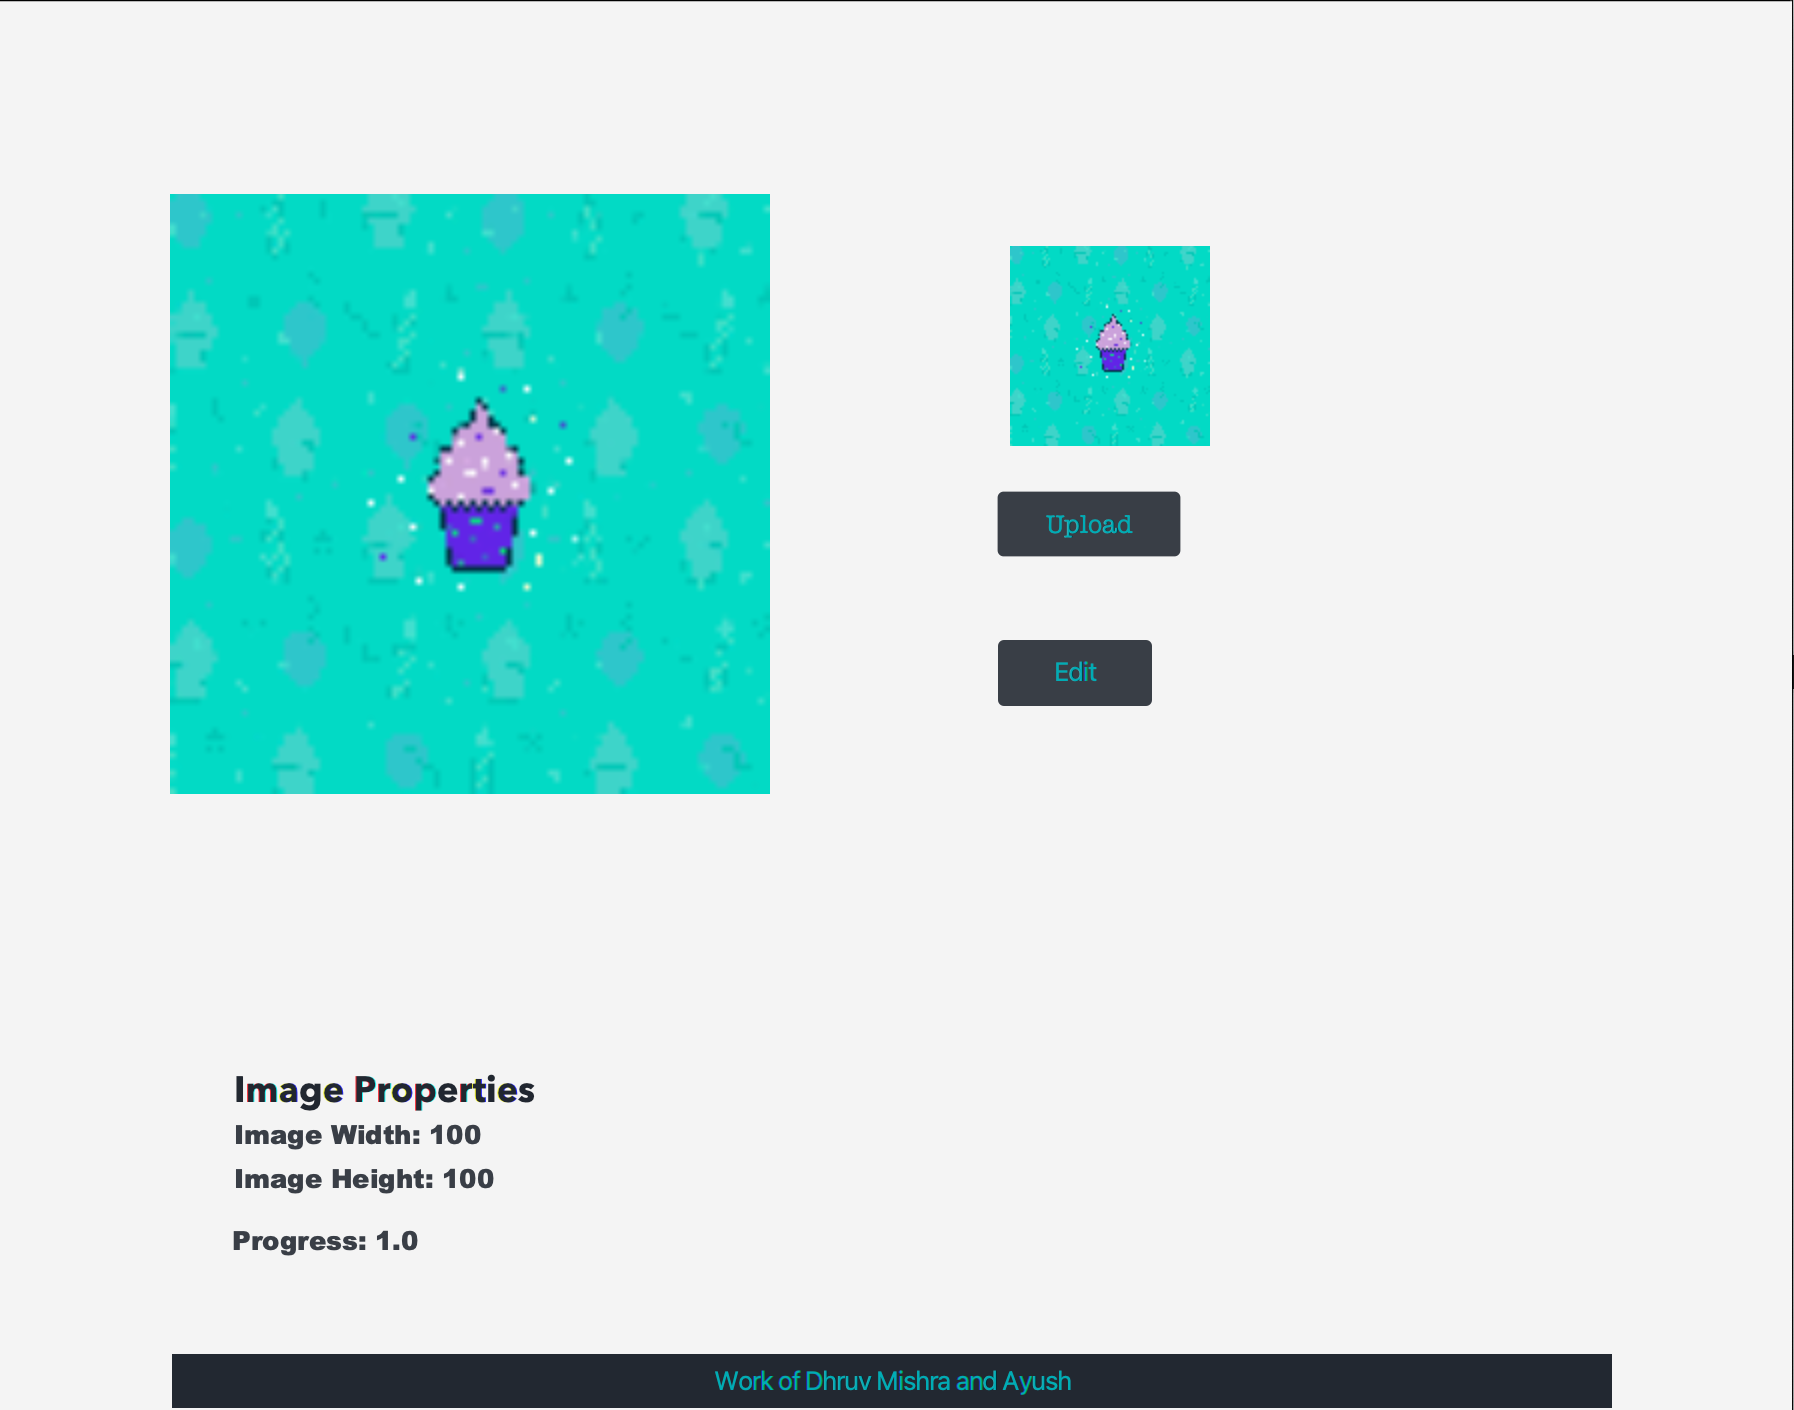 Upload
Edit
Image Properties
Image Width: 100
Image Height: 100
Progress: 1.0
Work of Dhruv Mishra and Ayush